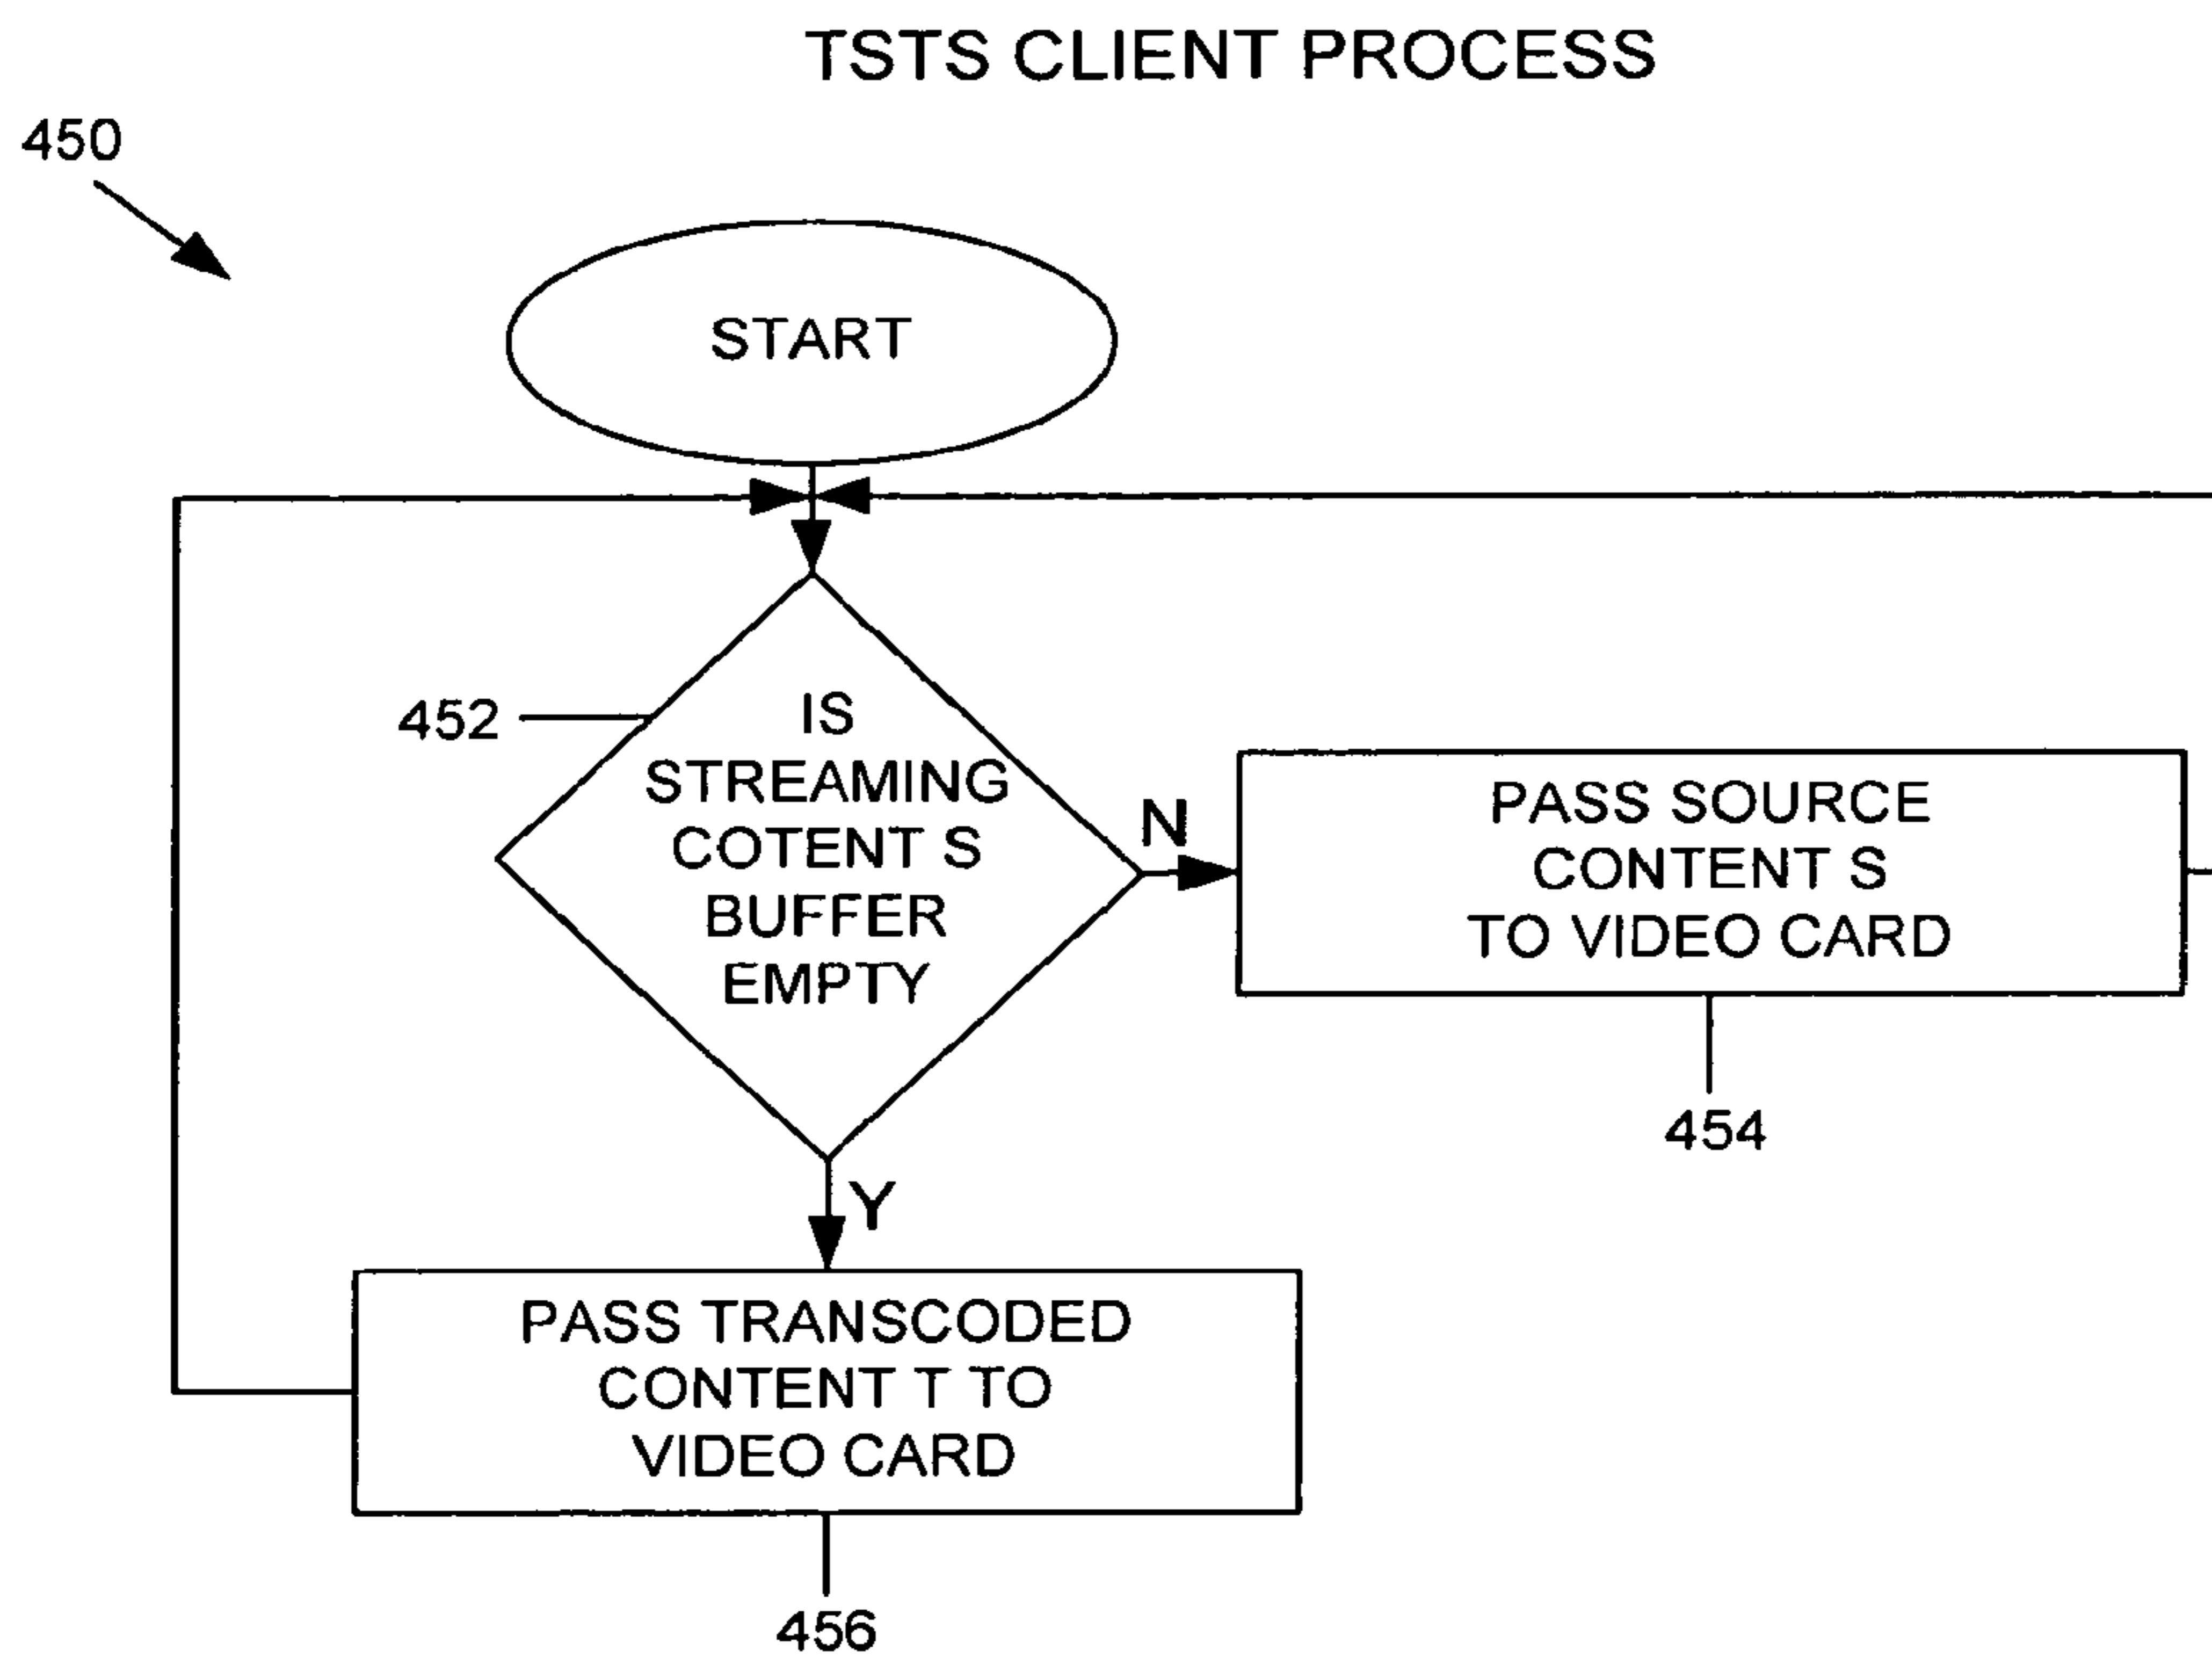 TSTS CLIENT PROCESS
450
START
452
IS
STREAMING
COTENT S
BUFFER
EMPTY
N
PASS SOURCE
CONTENT S
TO VIDEO CARD
454
Y
PASS TRANSCODED
CONTENT T TO
VIDEO CARD
456